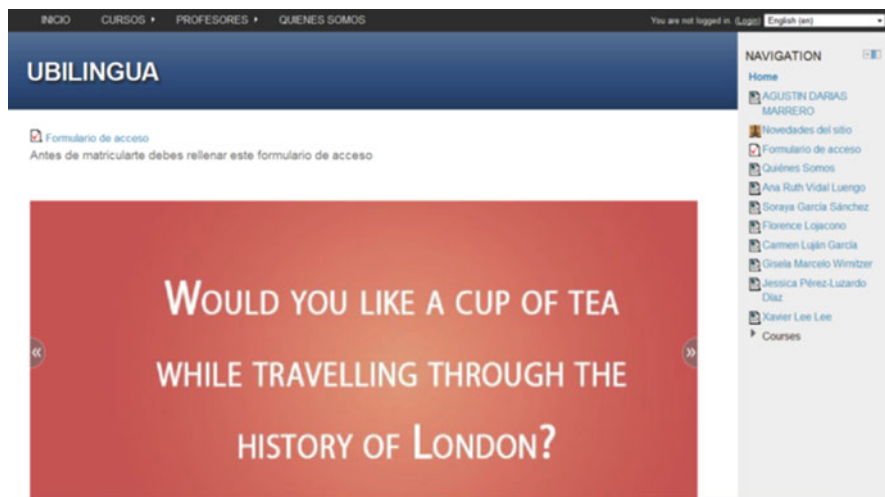 INICIO CURSOS PROFESORES QUIENES SOMOS You are not logged in. (Login) English (en)
UBILINGUA
Formulario de acceso
Antes de matricularte debes rellenar este formulario de acceso
WOULD YOU LIKE A CUP OF TEA
WHILE TRAVELLING THROUGH THE
HISTORY OF LONDON?
NAVIGATION
Home
AGUSTIN DARIAS
MARRERO
Novedades del sitio
Formulario de acceso
Quiénes Somos
Ana Ruth Vidal Luengo
Soraya García Sánchez
Florence Lojacono
Carmen Luján García
Gisela Marcelo Wirnitzer
Jessica Pérez-Luzardo
Díaz
Xavier Lee Lee
Courses